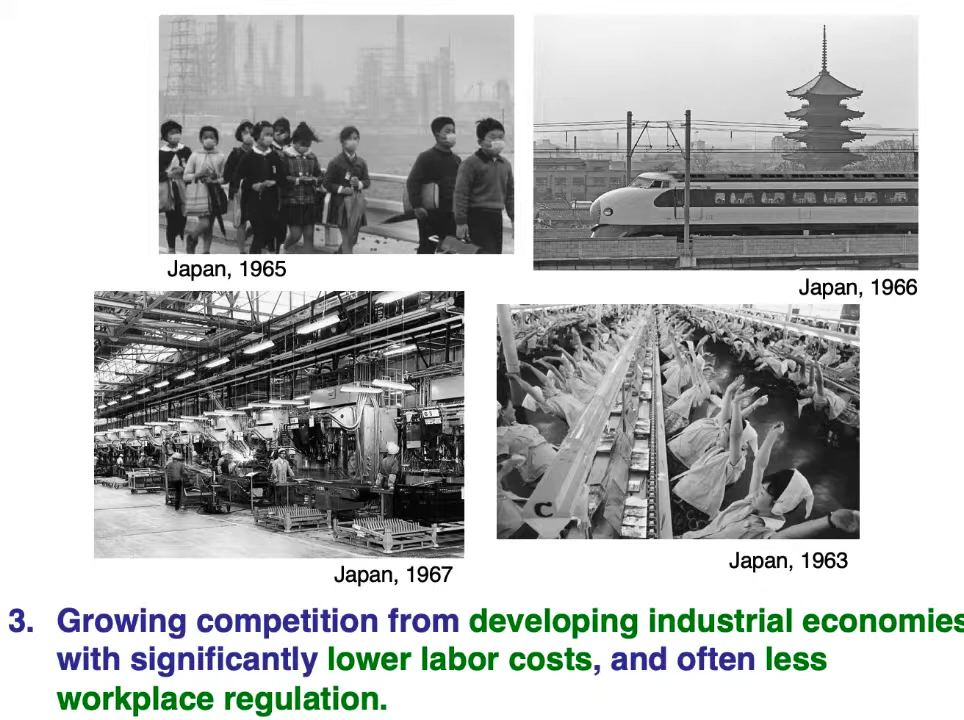 Japan, 1965
Japan, 1966
C
Japan, 1967
Japan, 1963
3. Growing competition from developing industrial economies
with significantly lower labor costs, and often less
workplace regulation.